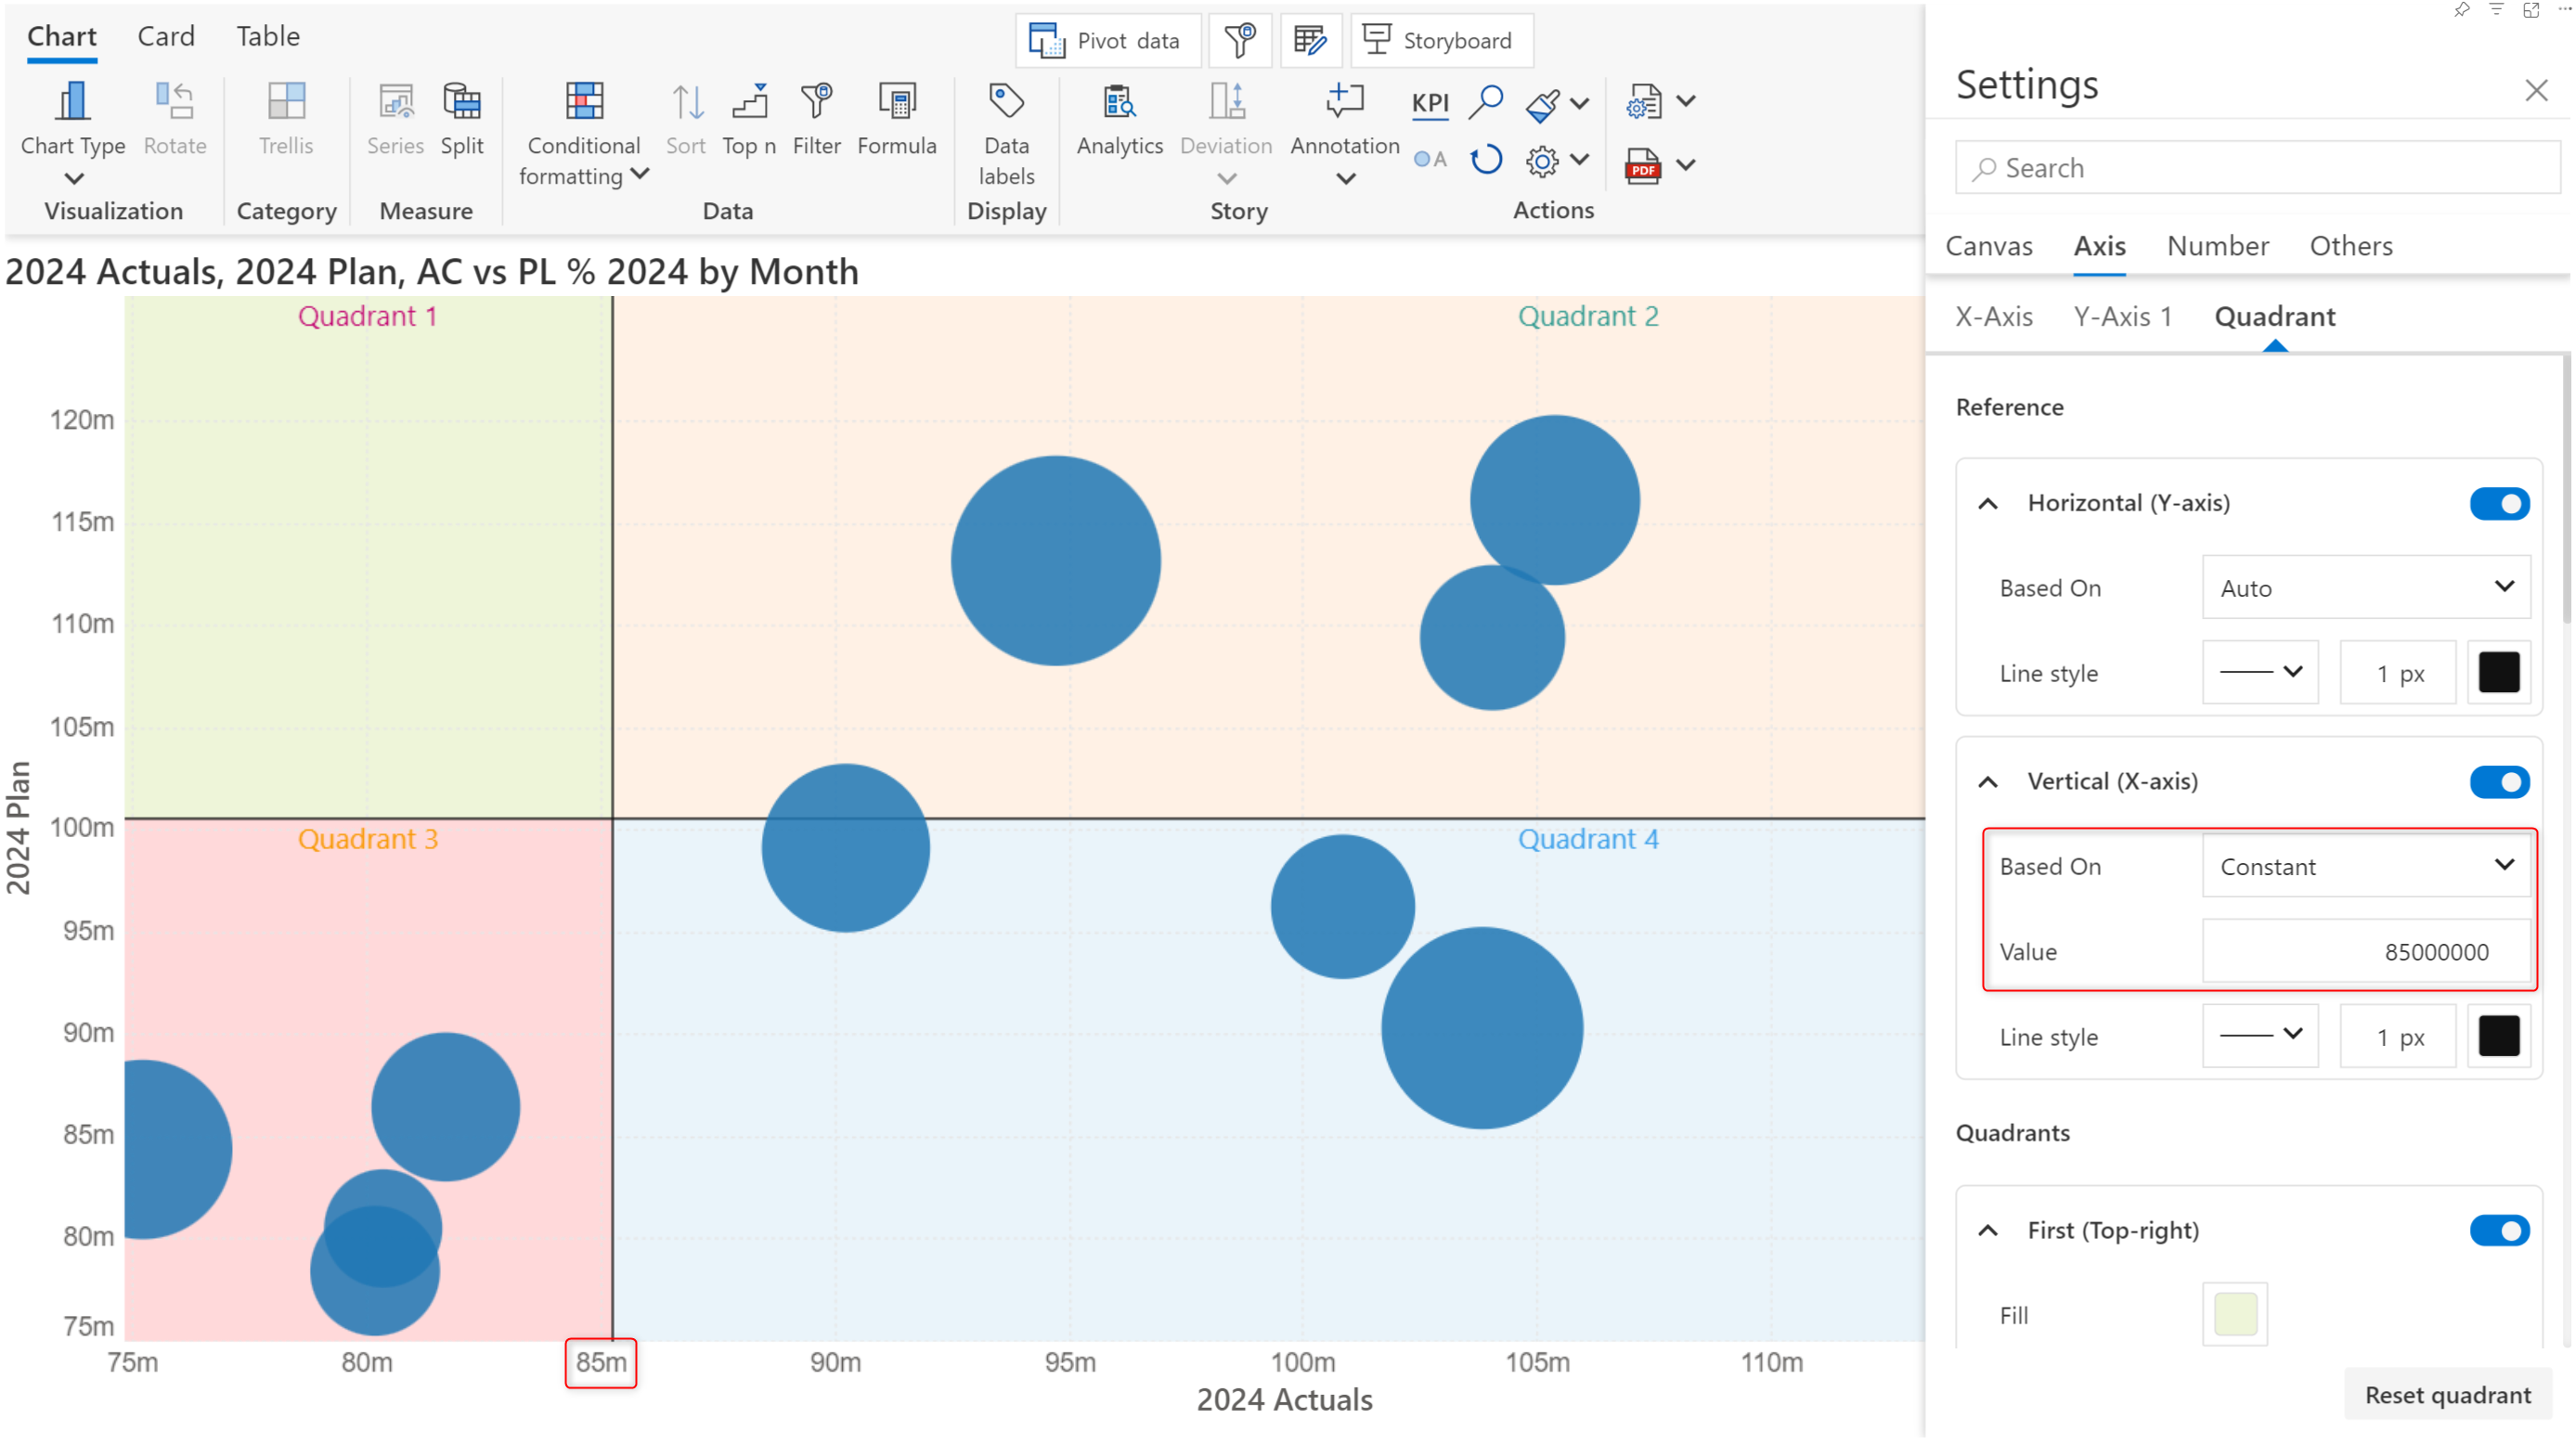 Chart Card Table
Pivot data
Storyboard
Chart Type
Rotate
Trellis
Series
Split
Conditional
formatting
Sort
Top n
Filter
Formula
Data
labels
Analytics
Deviation
Annotation
KPI
A
PDF
Visualization
Category
Measure
Data
Display
Story
Actions
2024 Actuals, 2024 Plan, AC vs PL % 2024 by Month
Quadrant 1
Quadrant 2
Quadrant 3
Quadrant 4
2024 Plan
120m
115m
110m
105m
100m
95m
90m
85m
80m
75m
75m 80m 85m 90m 95m 100m 105m 110m
2024 Actuals
Settings
Search
Canvas Axis Number Others
X-Axis Y-Axis 1 Quadrant
Reference
Horizontal (Y-axis)
Based On Auto
Line style 1 px
Vertical (X-axis)
Based On Constant
Value 85000000
Line style 1 px
Quadrants
First (Top-right)
Fill
Reset quadrant